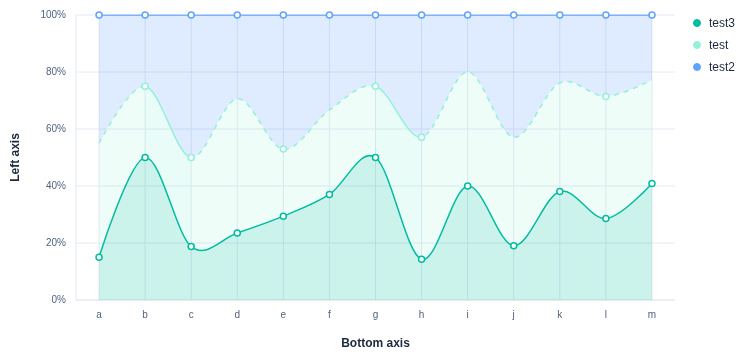 100%
80%
60%
40%
20%
0%
Left axis
a b c d e f g h i j k l m
Bottom axis
test3
test
test2